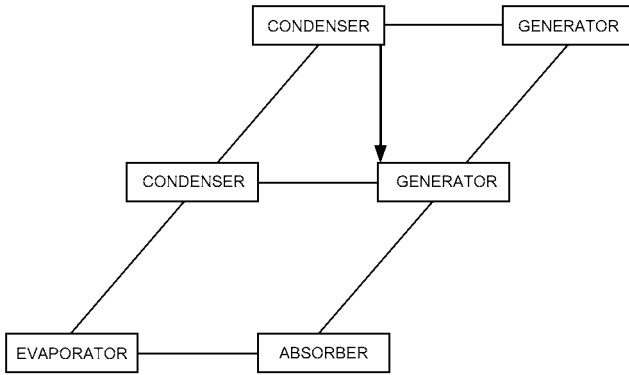 CONDENSER
GENERATOR
CONDENSER
GENERATOR
EVAPORATOR
ABSORBER